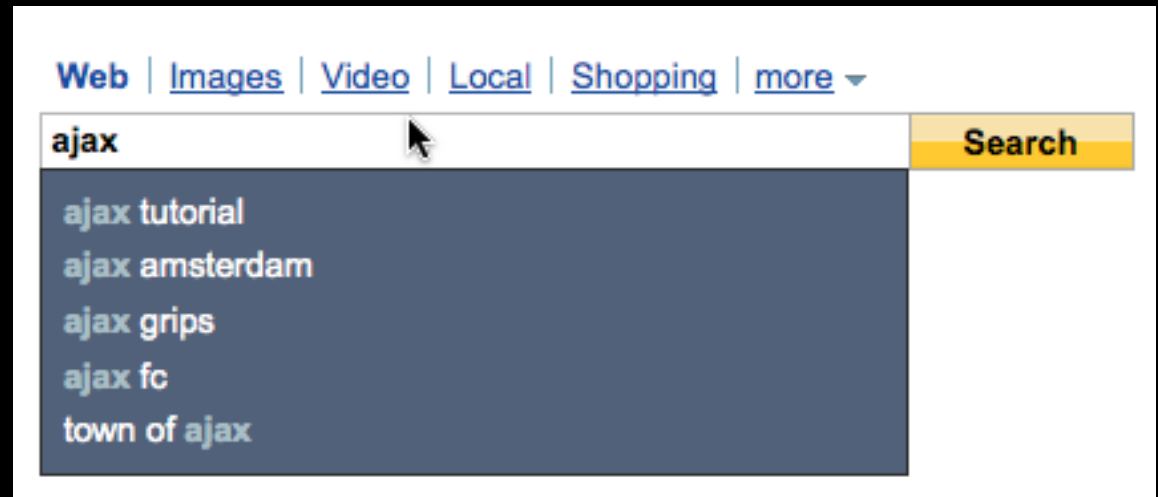 Web | Images | Video | Local | Shopping | more
ajax Search
ajax tutorial
ajax amsterdam
ajax grips
ajax fc
town of ajax